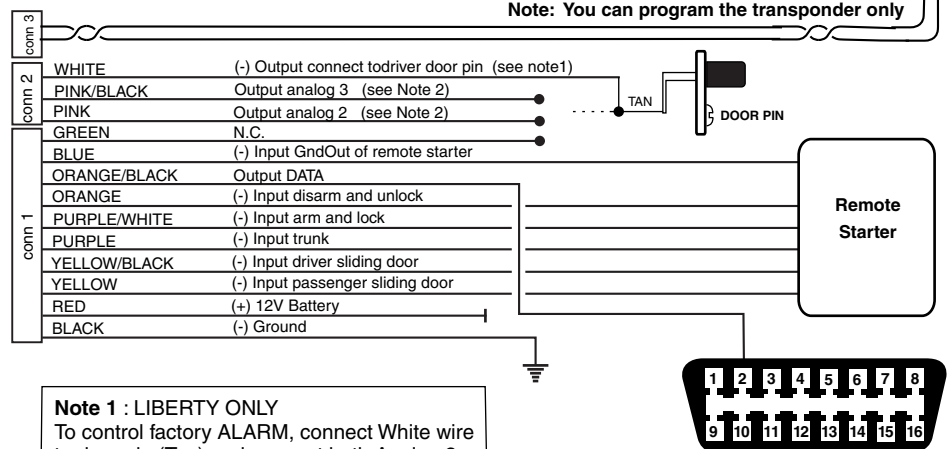 Note: You can program the transponder only
conn 3
conn 2
WHITE (-) Output connect todriver door pin (see note1)
PINK/BLACK Output analog 3 (see Note 2)
PINK Output analog 2 (see Note 2)
TAN
DOOR PIN
conn 1
GREEN N.C.
BLUE (-) Input GndOut of remote starter
ORANGE/BLACK Output DATA
ORANGE (-) Input disarm and unlock
PURPLE/WHITE (-) Input arm and lock
PURPLE (-) Input trunk
YELLOW/BLACK (-) Input driver sliding door
YELLOW (-) Input passenger sliding door
RED (+) 12V Battery
BLACK (-) Ground
Remote
Starter
1 2 3 4 5 6 7 8
9 10 11 12 13 14 15 16
Note 1 : LIBERTY ONLY
To control factory ALARM, connect White wire